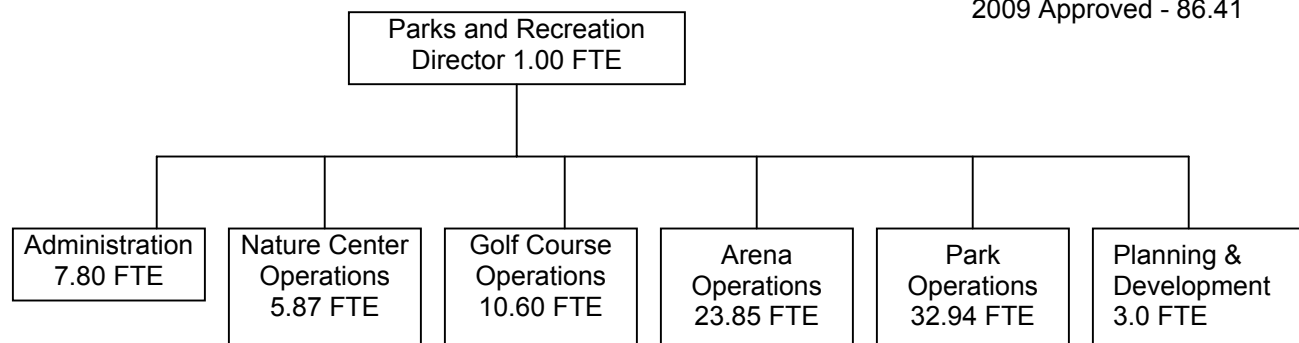 2009 Approved - 86.41
Parks and Recreation
Director 1.00 FTE
Administration
7.80 FTE
Nature Center
Operations
5.87 FTE
Golf Course
Operations
10.60 FTE
Arena
Operations
23.85 FTE
Park
Operations
32.94 FTE
Planning &
Development
3.0 FTE